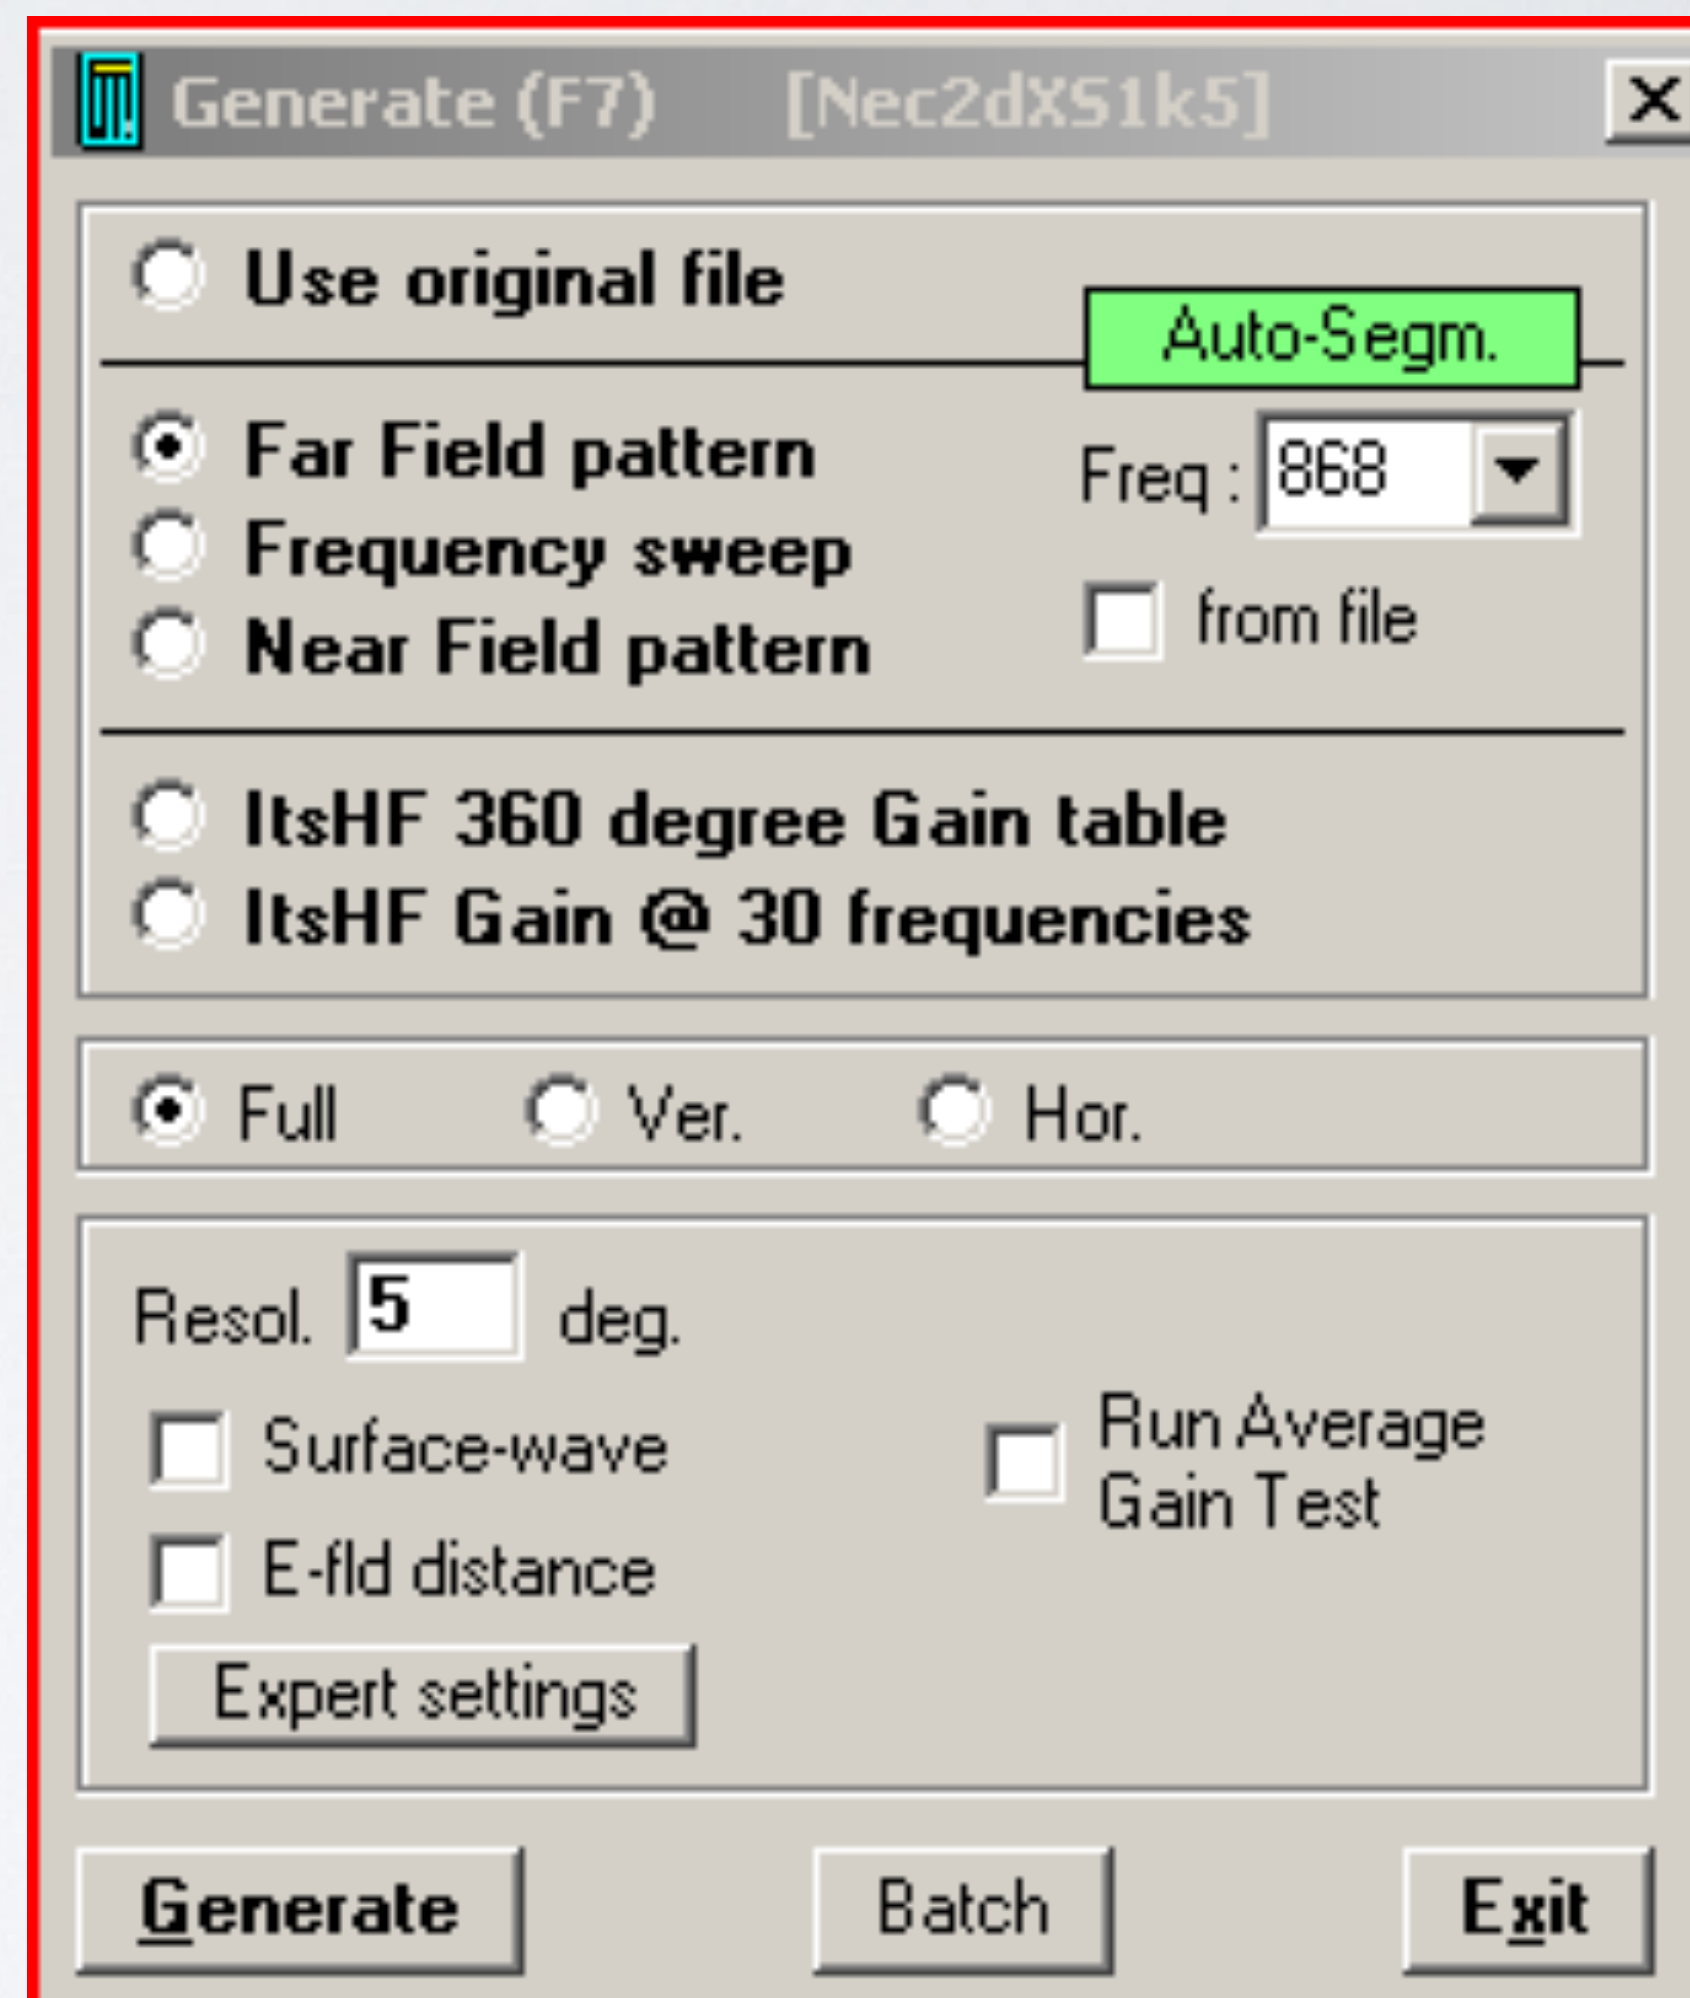 Generate (F7) [Nec2dXS1k5]
Use original file
Auto-Segm.
Far Field pattern
Freq : 868
Frequency sweep
from file
Near Field pattern
ItsHF 360 degree Gain table
ItsHF Gain @ 30 frequencies
Full Ver. Hor.
Resol. 5 deg.
Surface-wave
Run Average
Gain Test
E-fld distance
Expert settings
Generate Batch Exit